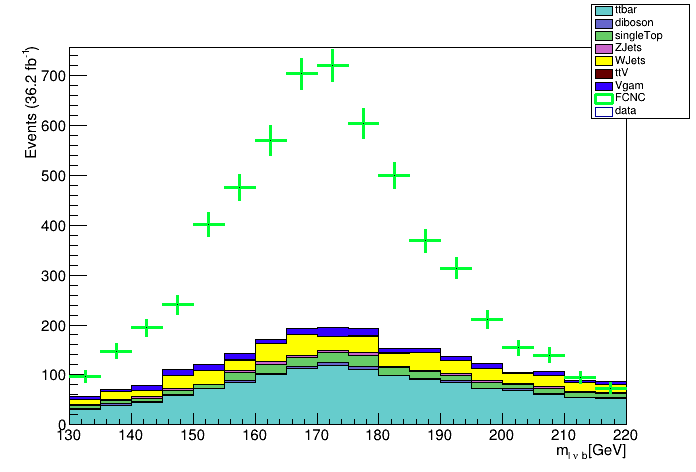 ttbar
diboson
singleTop
ZJets
WJets
ttV
Vgam
FCNC
data
Events (36.2 fb⁻¹)
700
600
500
400
300
200
100
0
130 140 150 160 170 180 190 200 210 220
m_{l ν b}[GeV]